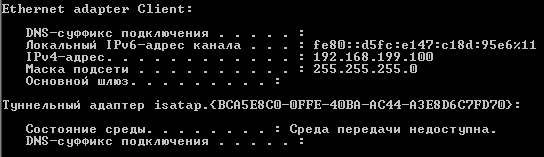 Ethernet adapter Client:
DNS-суффикс подключения . . . . . :
Локальный IPv6-адрес канала . . . : fe80::d5fc:e147:c18d:95e6%11
IPv4-адрес. . . . . . . . . . . . : 192.168.199.100
Маска подсети . . . . . . . . . . : 255.255.255.0
Основной шлюз. . . . . . . . . :
Туннельный адаптер isatap.{BCA5E8C0-0FFE-40BA-AC44-A3E8D6C7FD70}:
Состояние среды. . . . . . . . : Среда передачи недоступна.
DNS-суффикс подключения . . . . . :